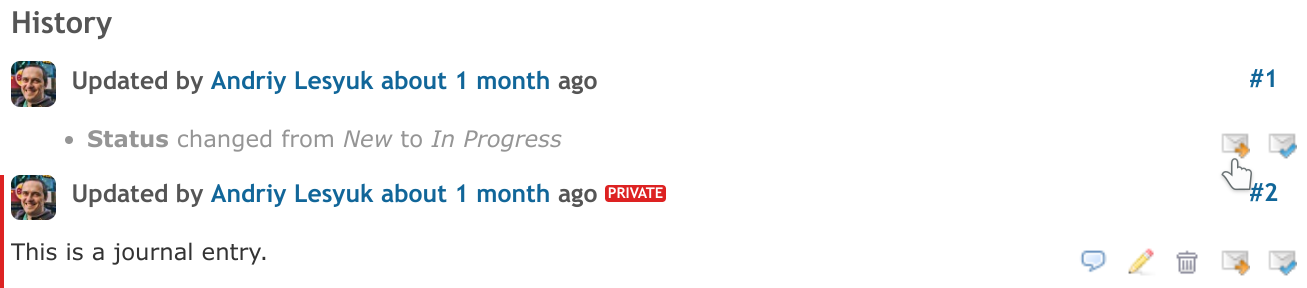 History
Updated by Andriy Lesyuk about 1 month ago #1
• Status changed from New to In Progress
Updated by Andriy Lesyuk about 1 month ago PRIVATE #2
This is a journal entry.